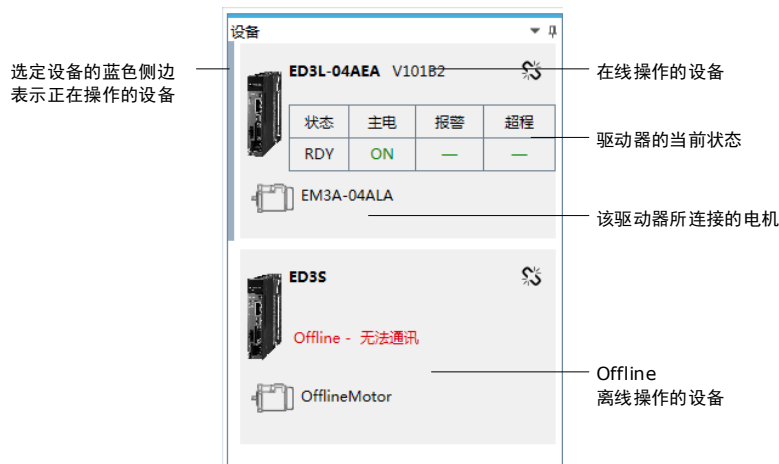 设备
选定设备的蓝色侧边
表示正在操作的设备
ED3L-04AEA V101B2
在线操作的设备
状态 主电 报警 超程
RDY ON — —
驱动器的当前状态
EM3A-04ALA
该驱动器所连接的电机
ED3S
Offline - 无法通讯
OfflineMotor
Offline
离线操作的设备